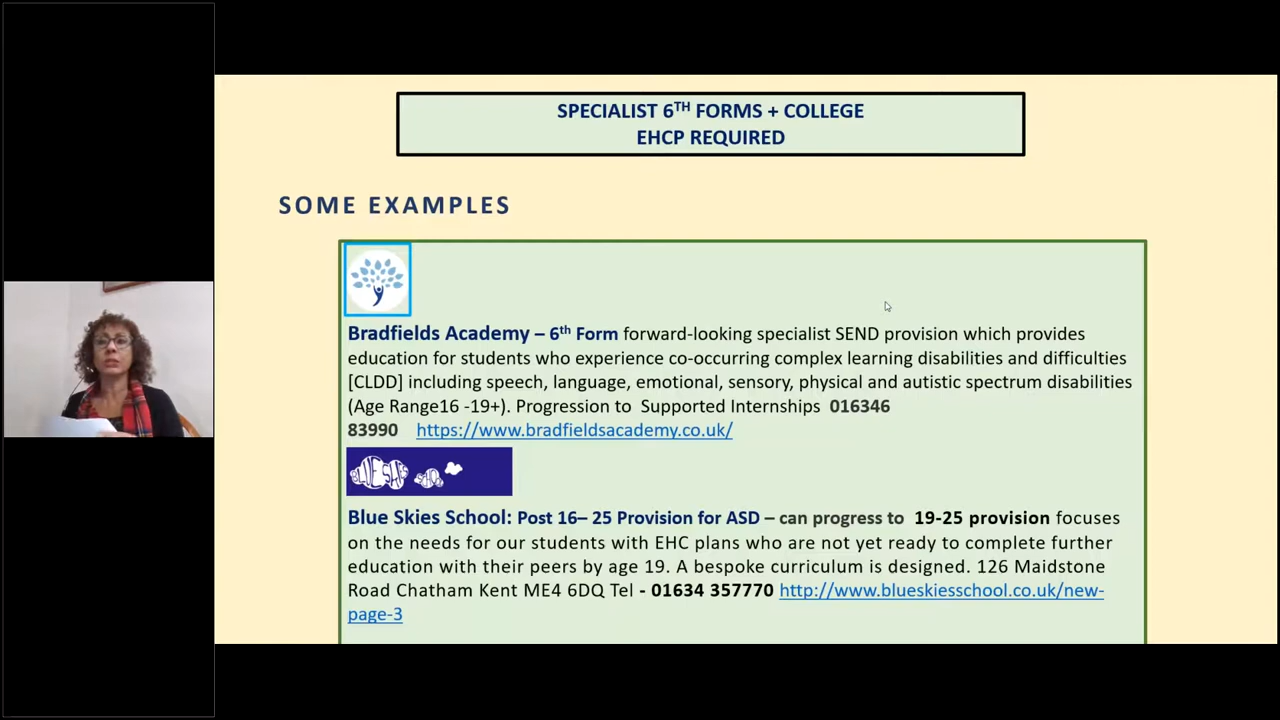 SPECIALIST 6TH FORMS + COLLEGE
EHCP REQUIRED
SOME EXAMPLES
Bradfields Academy – 6th Form forward-looking specialist SEND provision which provides
education for students who experience co-occurring complex learning disabilities and difficulties
[CLDD] including speech, language, emotional, sensory, physical and autistic spectrum disabilities
(Age Range16 -19+). Progression to Supported Internships 016346
83990 https://www.bradfieldsacademy.co.uk/
BLUE SKIES
Blue Skies School: Post 16– 25 Provision for ASD – can progress to 19-25 provision focuses
on the needs for our students with EHC plans who are not yet ready to complete further
education with their peers by age 19. A bespoke curriculum is designed. 126 Maidstone
Road Chatham Kent ME4 6DQ Tel - 01634 357770 http://www.blueskiesschool.co.uk/new-
page-3